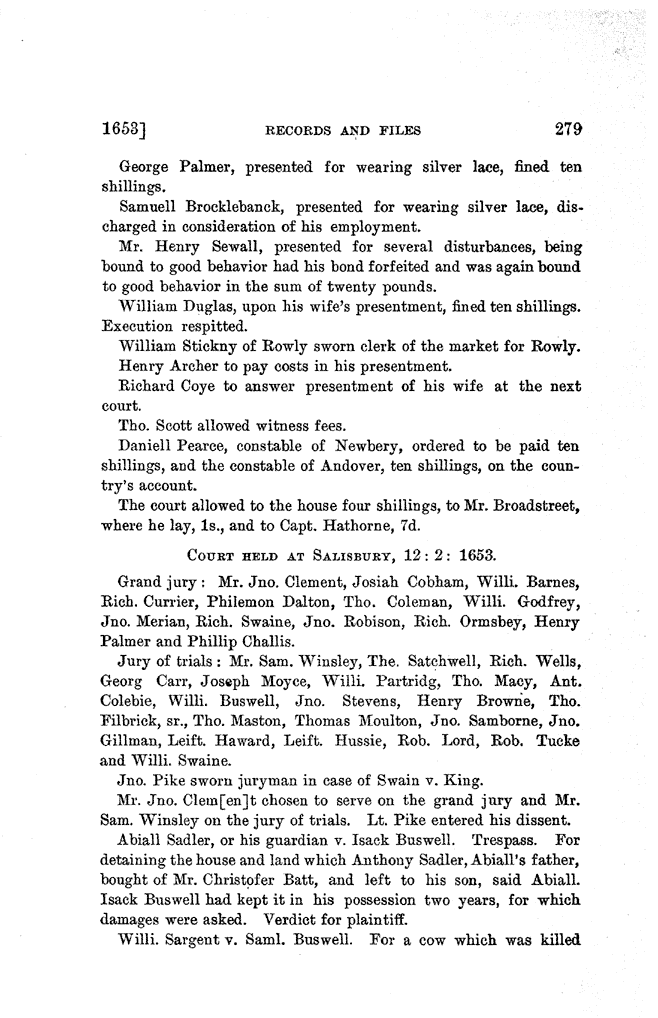 1653] RECORDS AND FILES 279
George Palmer, presented for wearing silver lace, fined ten
shillings.
Samuell Brocklebanck, presented for wearing silver lace, dis-
charged in consideration of his employment.
Mr. Henry Sewall, presented for several disturbances, being
bound to good behavior had his bond forfeited and was again bound
to good behavior in the sum of twenty pounds.
William Duglas, upon his wife's presentment, fined ten shillings.
Execution respitted.
William Stickny of Rowly sworn clerk of the market for Rowly.
Henry Archer to pay costs in his presentment.
Richard Coye to answer presentment of his wife at the next
court.
Tho. Scott allowed witness fees.
Daniell Pearce, constable of Newbery, ordered to be paid ten
shillings, and the constable of Andover, ten shillings, on the coun-
try's account.
The court allowed to the house four shillings, to Mr. Broadstreet,
where he lay, 1s., and to Capt. Hathorne, 7d.
COURT HELD AT SALISBURY, 12 : 2 : 1653.
Grand jury : Mr. Jno. Clement, Josiah Cobham, Willi. Barnes,
Rich. Currier, Philemon Dalton, Tho. Coleman, Willi. Godfrey,
Jno. Merian, Rich. Swaine, Jno. Robison, Rich. Ormsbey, Henry
Palmer and Phillip Challis.
Jury of trials : Mr. Sam. Winsley, The. Satchwell, Rich. Wells,
Georg Carr, Joseph Moyce, Willi. Partridg, Tho. Macy, Ant.
Colebie, Willi. Buswell, Jno. Stevens, Henry Browne, Tho.
Filbrick, sr., Tho. Maston, Thomas Moulton, Jno. Samborne, Jno.
Gillman, Leift. Haward, Leift. Hussie, Rob. Lord, Rob. Tucke
and Willi. Swaine.
Jno. Pike sworn juryman in case of Swain v. King.
Mr. Jno. Clem[en]t chosen to serve on the grand jury and Mr.
Sam. Winsley on the jury of trials. Lt. Pike entered his dissent.
Abiall Sadler, or his guardian v. Isack Buswell. Trespass. For
detaining the house and land which Anthony Sadler, Abiall's father,
bought of Mr. Christofer Batt, and left to his son, said Abiall.
Isack Buswell had kept it in his possession two years, for which
damages were asked. Verdict for plaintiff.
Willi. Sargent v. Saml. Buswell. For a cow which was killed